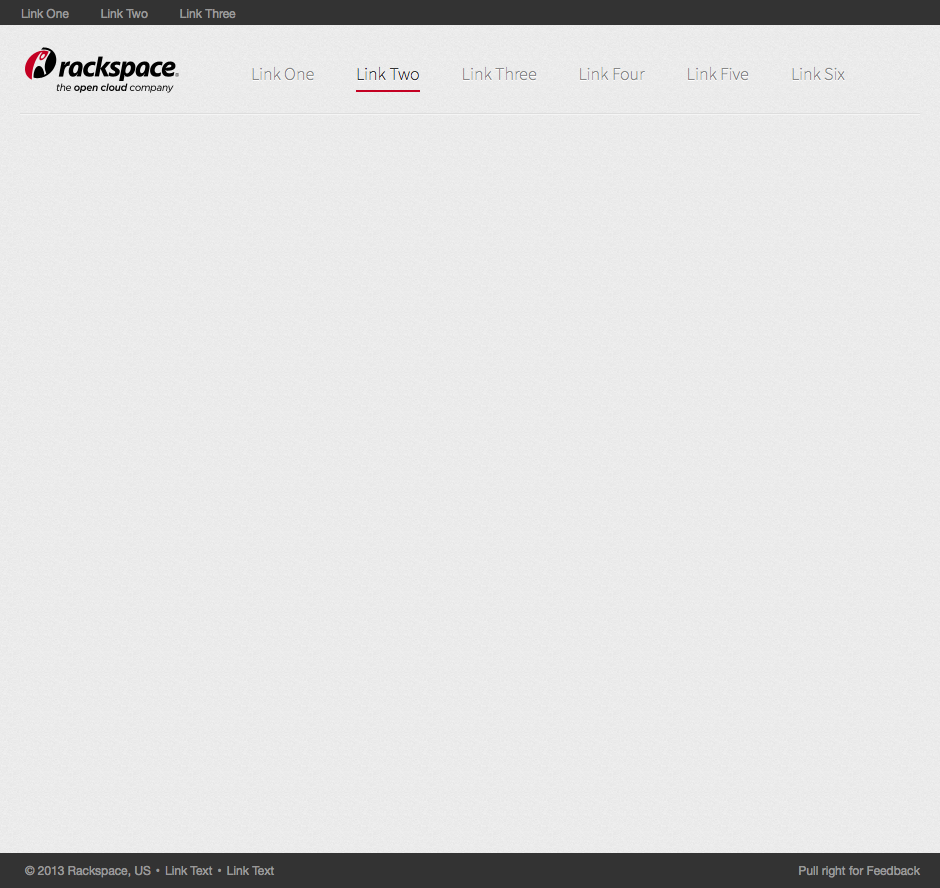 Link One Link Two Link Three
rackspace®
the open cloud company
Link One Link Two Link Three Link Four Link Five Link Six
© 2013 Rackspace, US • Link Text • Link Text Pull right for Feedback